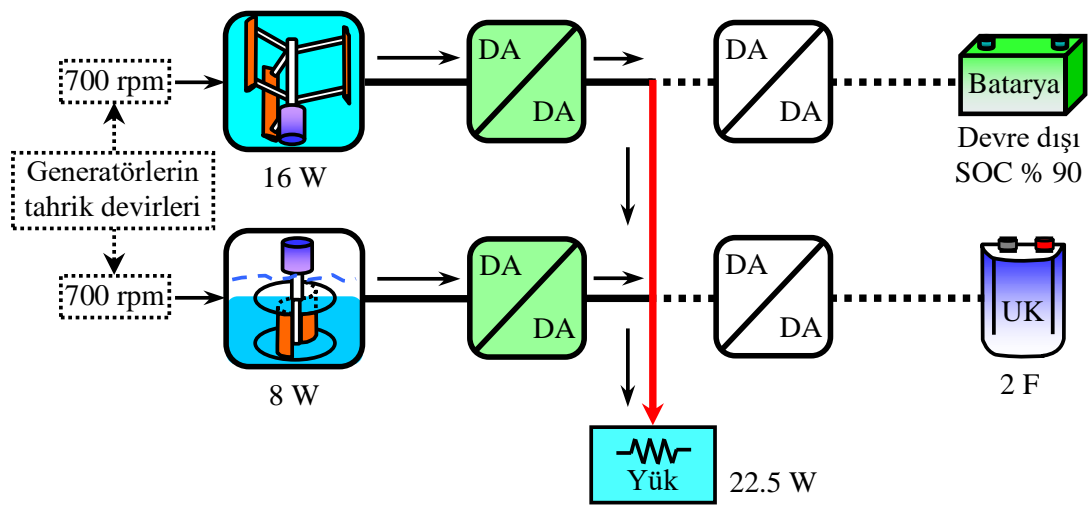 700 rpm
16 W
DA
DA
DA
DA
Batarya
Devre dışı
SOC % 90
Generatörlerin
tahrik devirleri
700 rpm
8 W
DA
DA
DA
DA
UK
2 F
Yük
22.5 W